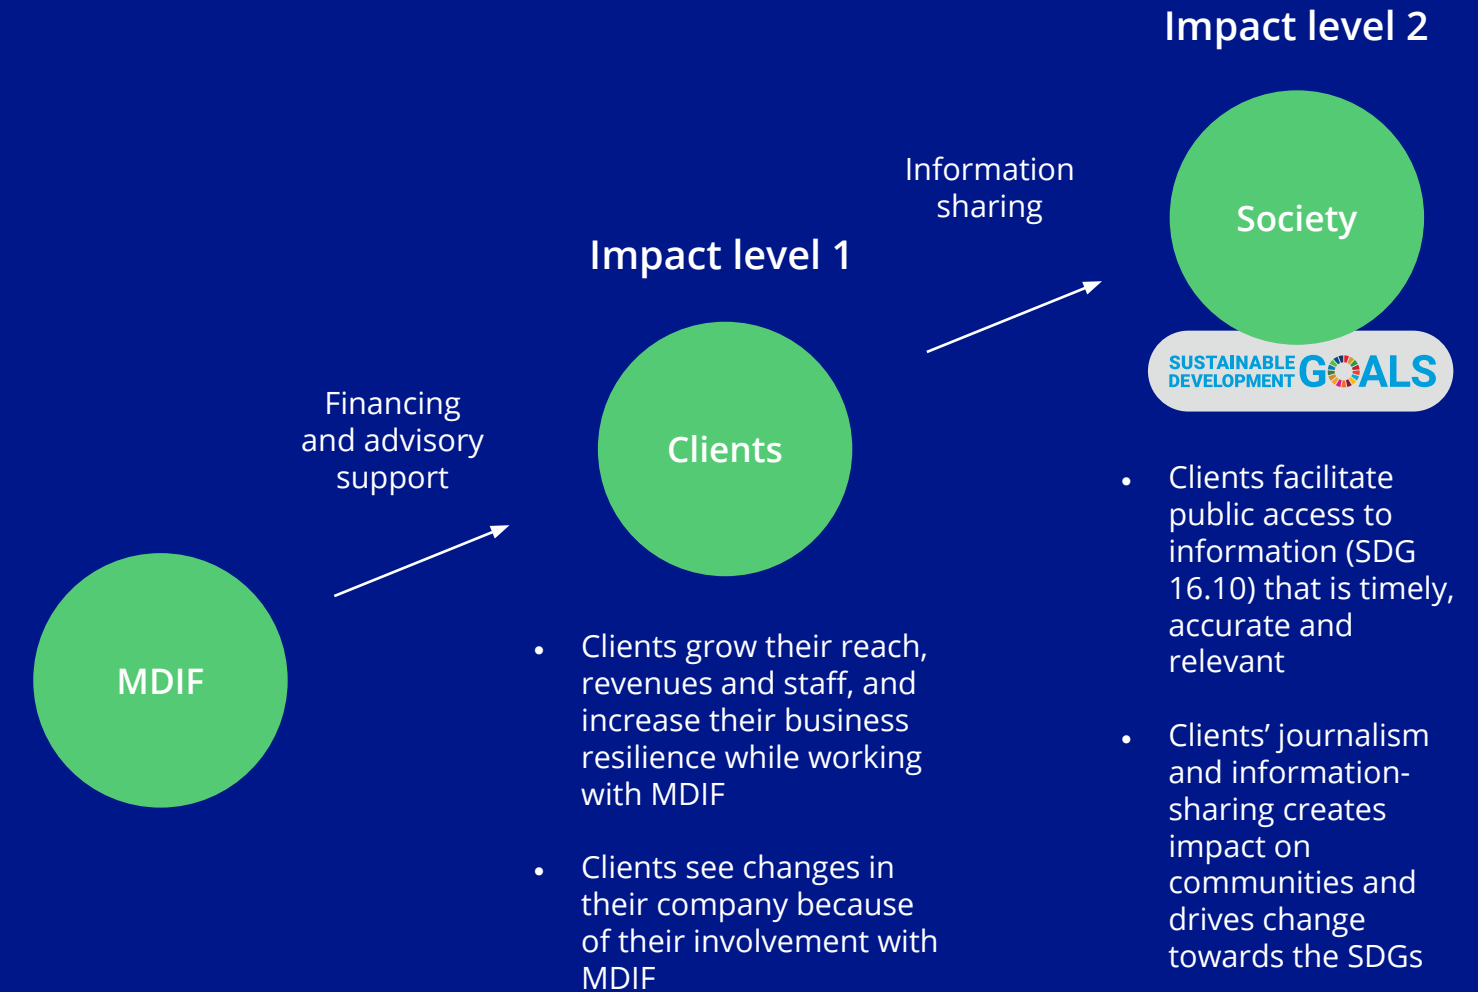 Impact level 2
Information
sharing
Society
Impact level 1
SUSTAINABLE
DEVELOPMENT GOALS
Financing
and advisory
support
Clients
MDIF
• Clients grow their reach,
revenues and staff, and
increase their business
resilience while working
with MDIF
• Clients see changes in
their company because
of their involvement with
MDIF
• Clients facilitate
public access to
information (SDG
16.10) that is timely,
accurate and
relevant
• Clients’ journalism
and information-
sharing creates
impact on
communities and
drives change
towards the SDGs